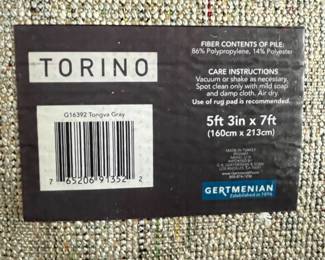 TORINO
G16392 Tongva Gray
7 65206 91352 2
FIBER CONTENTS OF PILE:
86% Polypropylene, 14% Polyester
CARE INSTRUCTIONS
Vacuum or shake as necessary.
Spot clean only with mild soap
and damp cloth. Air dry.
Use of rug pad is recommended.
5ft 3in x 7ft
(160cm x 213cm)
MADE IN TURKEY
GERTMENIAN
Established in 1896